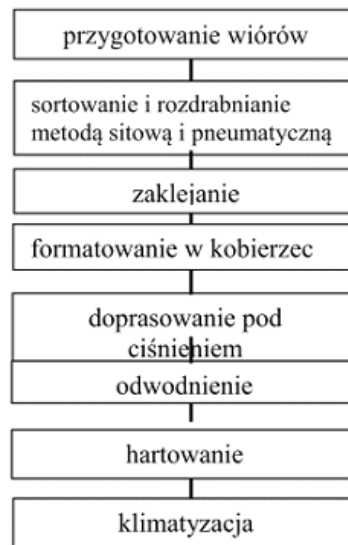 przygotowanie wiórów
sortowanie i rozdrabnianie
metodą sitową i pneumatyczną
zaklejanie
formatowanie w kobierzec
doprasowanie pod
ciśnieniem
odwodnienie
hartowanie
klimatyzacja